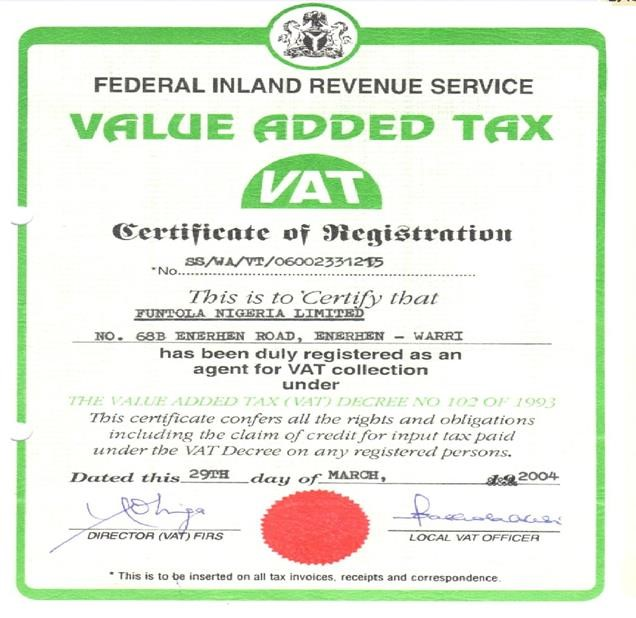 FEDERAL INLAND REVENUE SERVICE
VALUE ADDED TAX
VAT
Certificate of Registration
*No. SS/WA/VT/06002331215
This is to Certify that
FUNTOLA NIGERIA LIMITED
NO. 68B ENERHEN ROAD, ENERHEN - WARRI
has been duly registered as an
agent for VAT collection
under
THE VALUE ADDED TAX (VAT) DECREE NO 102 OF 1993
This certificate confers all the rights and obligations
including the claim of credit for input tax paid
under the VAT Decree on any registered persons.
Dated this 29TH day of MARCH, 2004
DIRECTOR (VAT) FIRS LOCAL VAT OFFICER
* This is to be inserted on all tax invoices, receipts and correspondence.